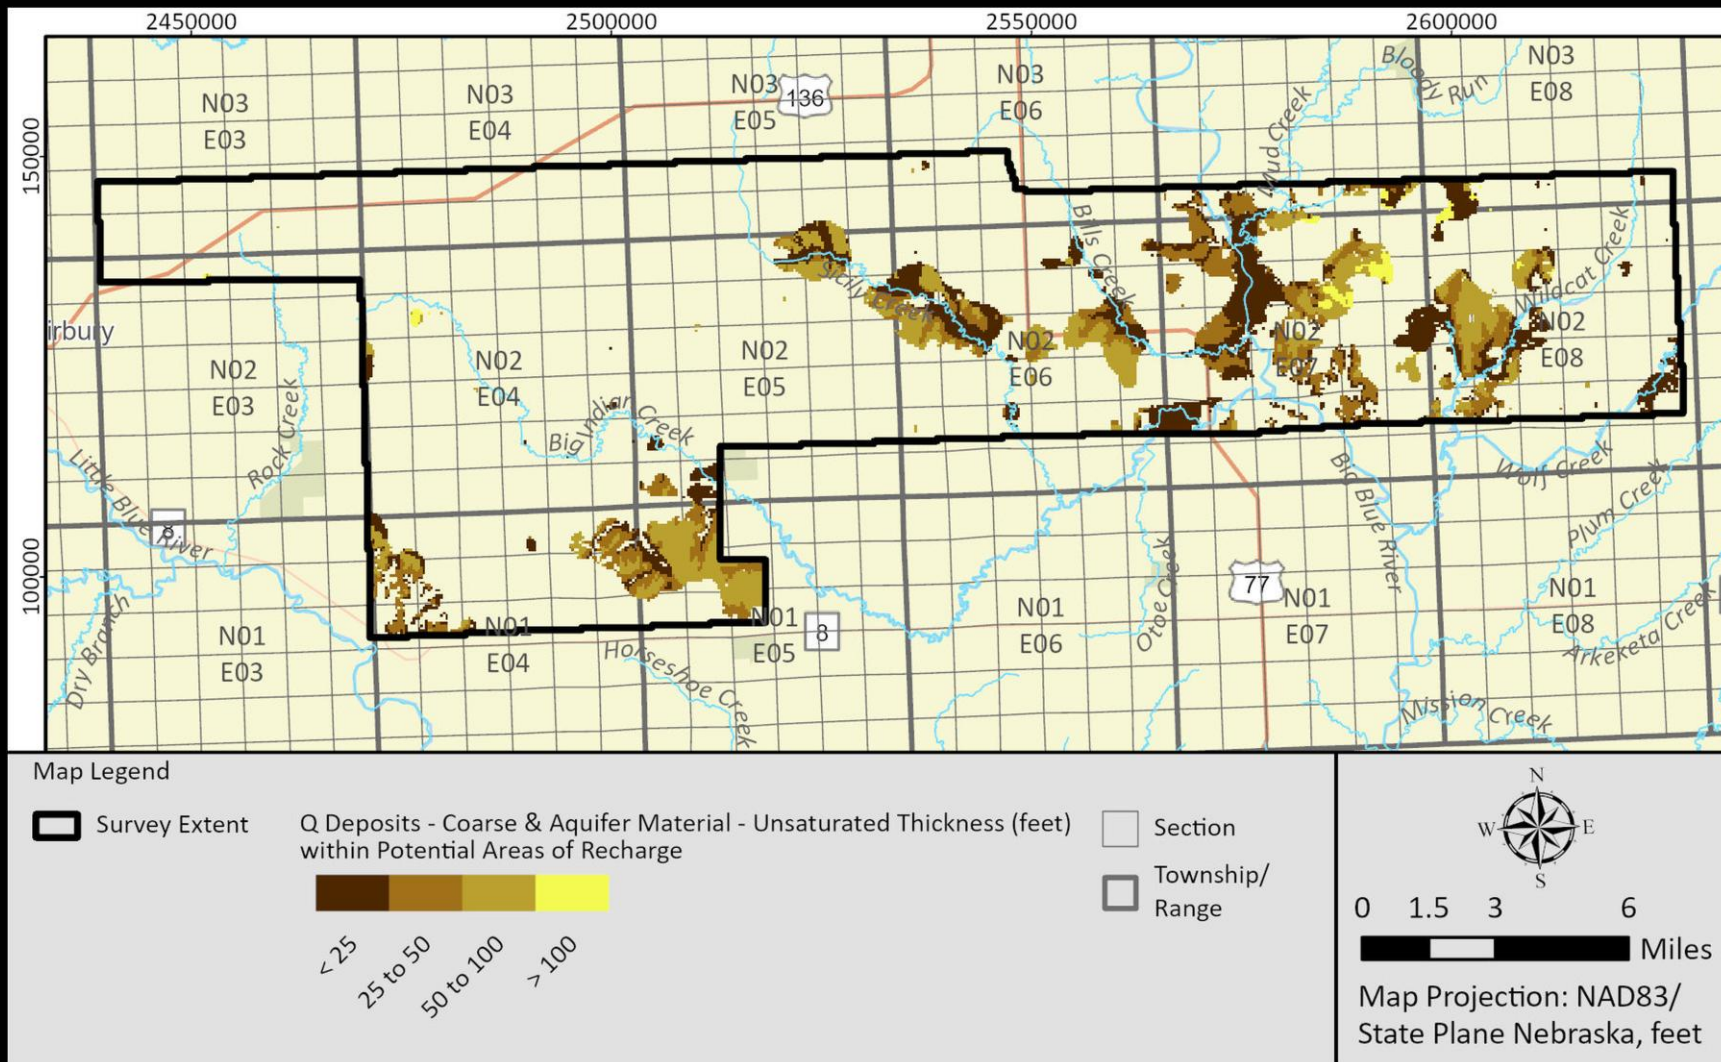 2450000
2500000
2550000
2600000
150000
100000
N03
E03
N03
E04
N03
E05
136
N03
E06
N03
E08
Bloody Run
Mud Creek
Bills Creek
Sicily Creek
Wildcat Creek
irbury
N02
E03
N02
E04
N02
E05
N02
E06
N02
E07
N02
E08
Rock Creek
Big Indian Creek
Little Blue River
8
Big Blue River
Wolf Creek
Plum Creek
Otoe Creek
77
Dry Branch
N01
E03
N01
E04
Horseshoe Creek
N01
E05
8
N01
E06
N01
E07
N01
E08
Arkeketa Creek
Mission Creek
Map Legend
Survey Extent
Q Deposits - Coarse & Aquifer Material - Unsaturated Thickness (feet)
within Potential Areas of Recharge
< 25
25 to 50
50 to 100
> 100
Section
Township/
Range
N
W
E
S
0 1.5 3 6
Miles
Map Projection: NAD83/
State Plane Nebraska, feet